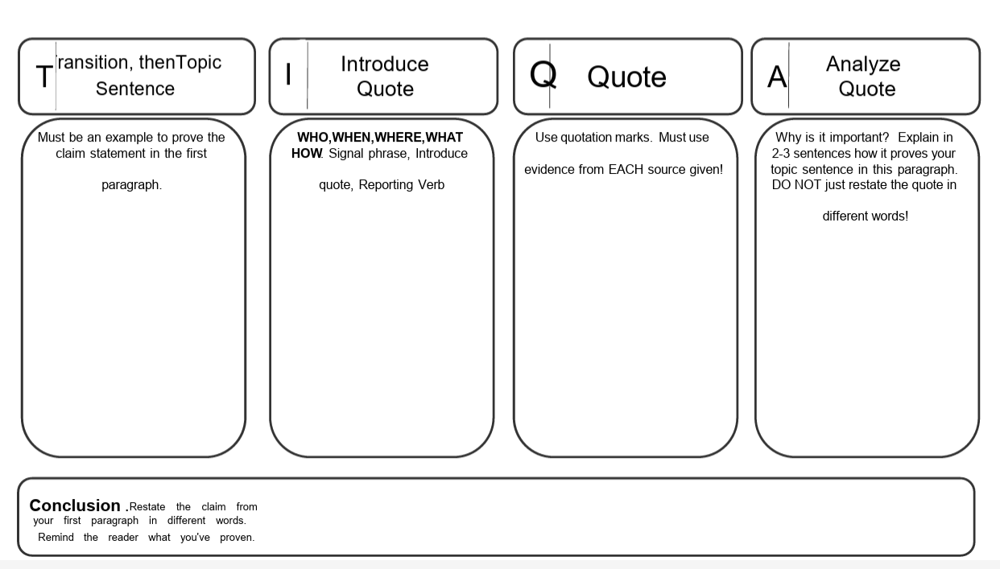 T
ransition, thenTopic
Sentence
Must be an example to prove the
claim statement in the first
paragraph.
I
Introduce
Quote
WHO,WHEN,WHERE,WHAT
HOW. Signal phrase, Introduce
quote, Reporting Verb
Q
Quote
Use quotation marks. Must use
evidence from EACH source given!
A
Analyze
Quote
Why is it important? Explain in
2-3 sentences how it proves your
topic sentence in this paragraph.
DO NOT just restate the quote in
different words!
Conclusion .Restate the claim from
your first paragraph in different words.
Remind the reader what you've proven.